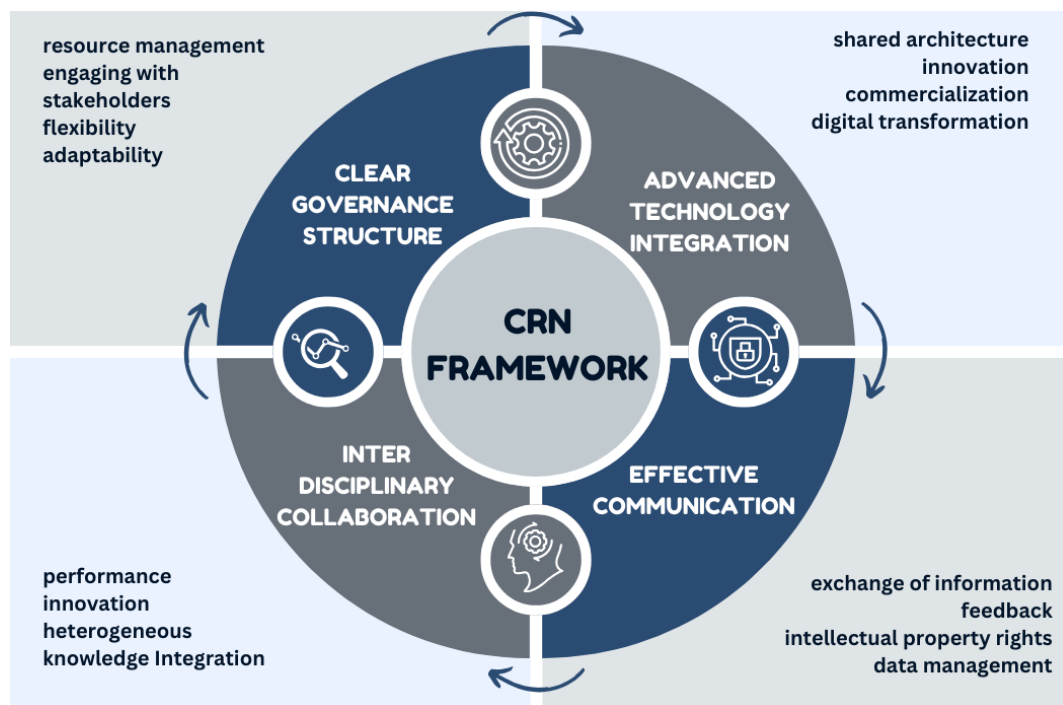 resource management
engaging with
stakeholders
flexibility
adaptability
shared architecture
innovation
commercialization
digital transformation
CLEAR
GOVERNANCE
STRUCTURE
ADVANCED
TECHNOLOGY
INTEGRATION
CRN
FRAMEWORK
INTER
DISCIPLINARY
COLLABORATION
EFFECTIVE
COMMUNICATION
performance
innovation
heterogeneous
knowledge Integration
exchange of information
feedback
intellectual property rights
data management